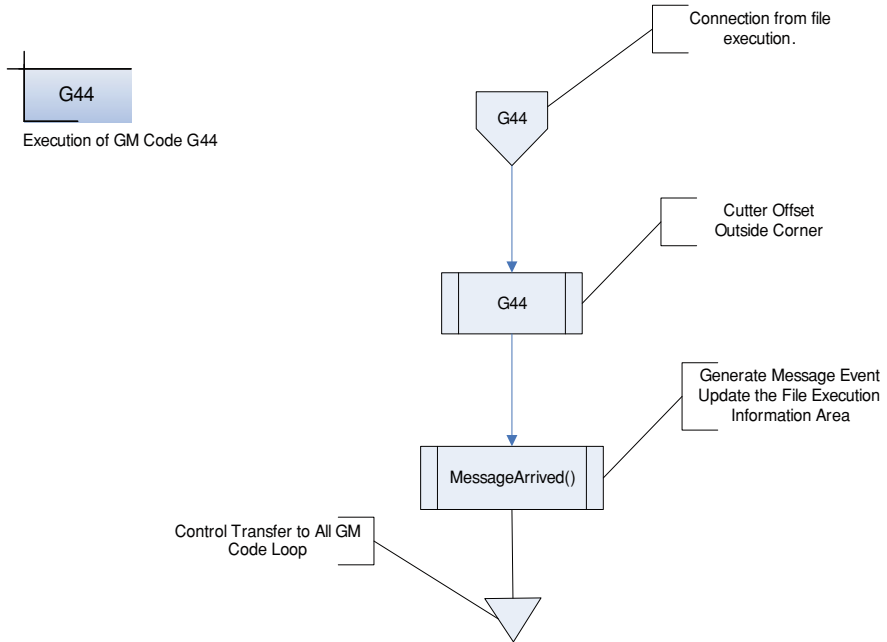 G44
Execution of GM Code G44
Connection from file
execution.
G44
Cutter Offset
Outside Corner
G44
Generate Message Event
Update the File Execution
Information Area
MessageArrived()
Control Transfer to All GM
Code Loop